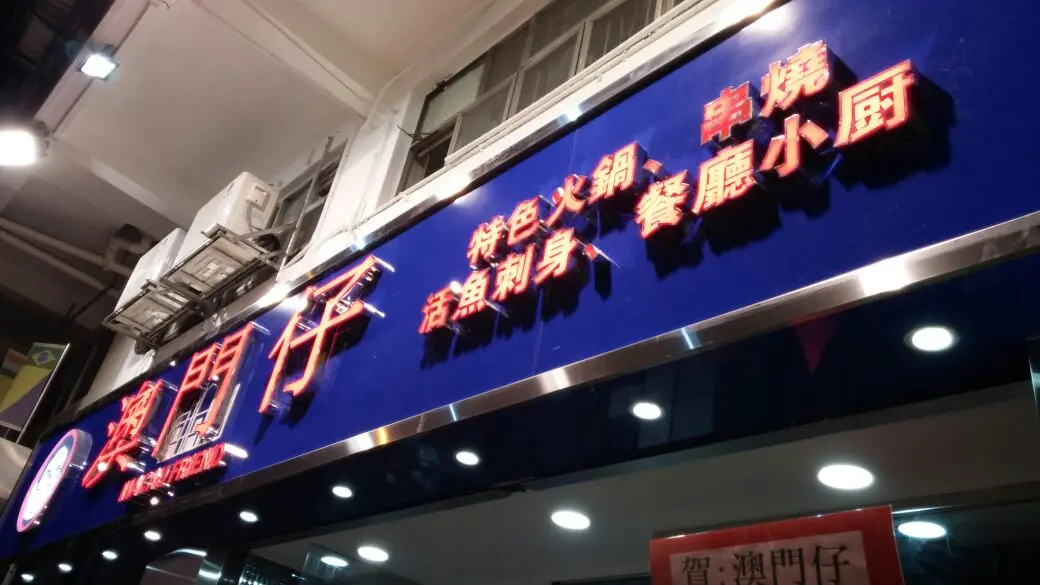 澳門仔
特色火鍋、串燒
活魚刺身、餐廳小厨
賀:澳門仔